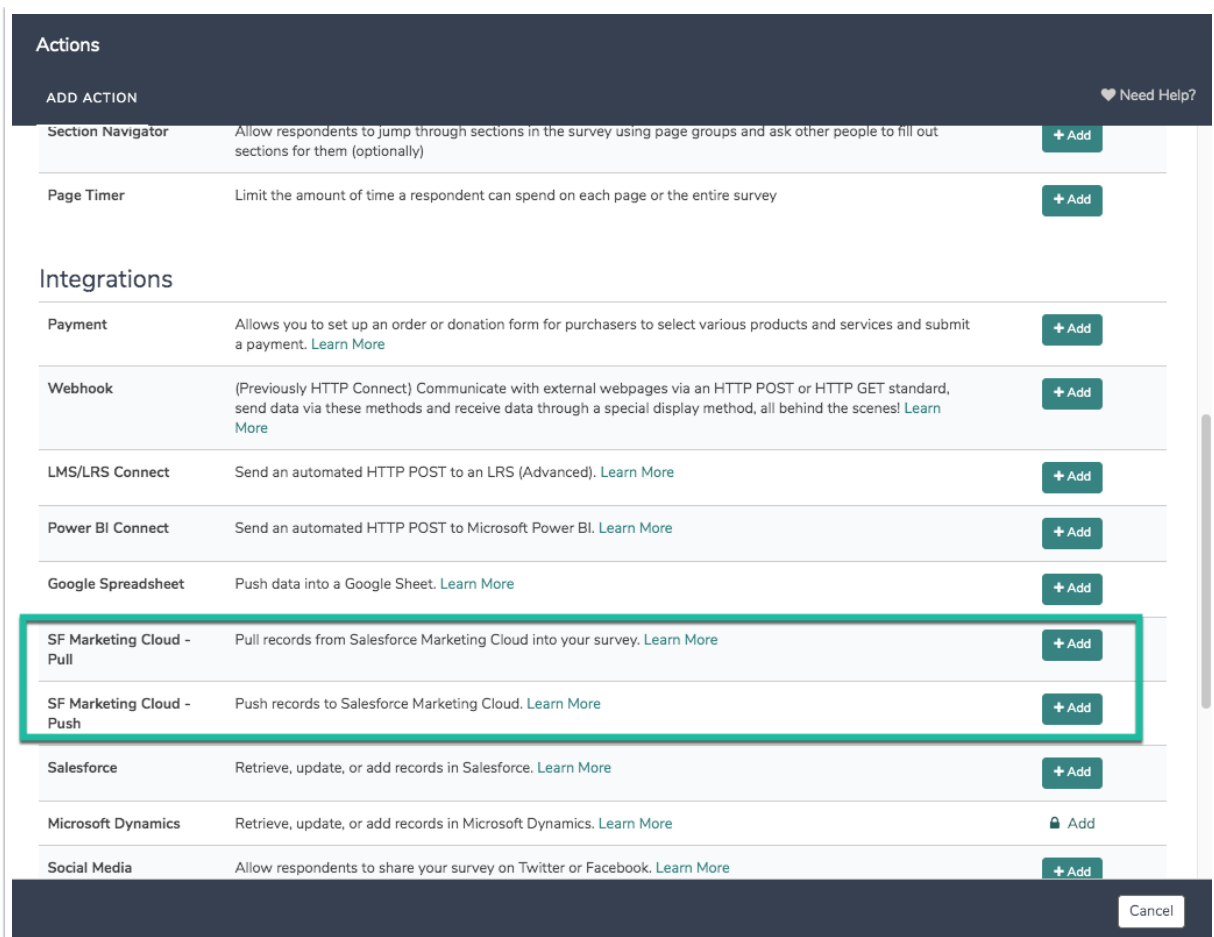 Actions
ADD ACTION
Need Help?
Section Navigator
Allow respondents to jump through sections in the survey using page groups and ask other people to fill out
sections for them (optionally)
+ Add
Page Timer
Limit the amount of time a respondent can spend on each page or the entire survey
+ Add
Integrations
Payment
Allows you to set up an order or donation form for purchasers to select various products and services and submit
a payment. Learn More
+ Add
Webhook
(Previously HTTP Connect) Communicate with external webpages via an HTTP POST or HTTP GET standard,
send data via these methods and receive data through a special display method, all behind the scenes! Learn
More
+ Add
LMS/LRS Connect
Send an automated HTTP POST to an LRS (Advanced). Learn More
+ Add
Power BI Connect
Send an automated HTTP POST to Microsoft Power BI. Learn More
+ Add
Google Spreadsheet
Push data into a Google Sheet. Learn More
+ Add
SF Marketing Cloud -
Pull
Pull records from Salesforce Marketing Cloud into your survey. Learn More
+ Add
SF Marketing Cloud -
Push
Push records to Salesforce Marketing Cloud. Learn More
+ Add
Salesforce
Retrieve, update, or add records in Salesforce. Learn More
+ Add
Microsoft Dynamics
Retrieve, update, or add records in Microsoft Dynamics. Learn More
Add
Social Media
Allow respondents to share your survey on Twitter or Facebook. Learn More
+ Add
Cancel